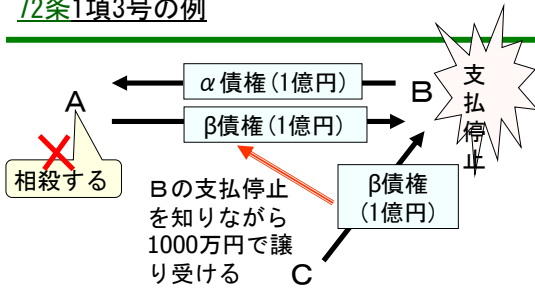 72条1項3号の例
α債権(1億円)
A
B
支払停止
β債権(1億円)
相殺する
Bの支払停止
を知りながら
1000万円で譲
り受ける
β債権
(1億円)
C